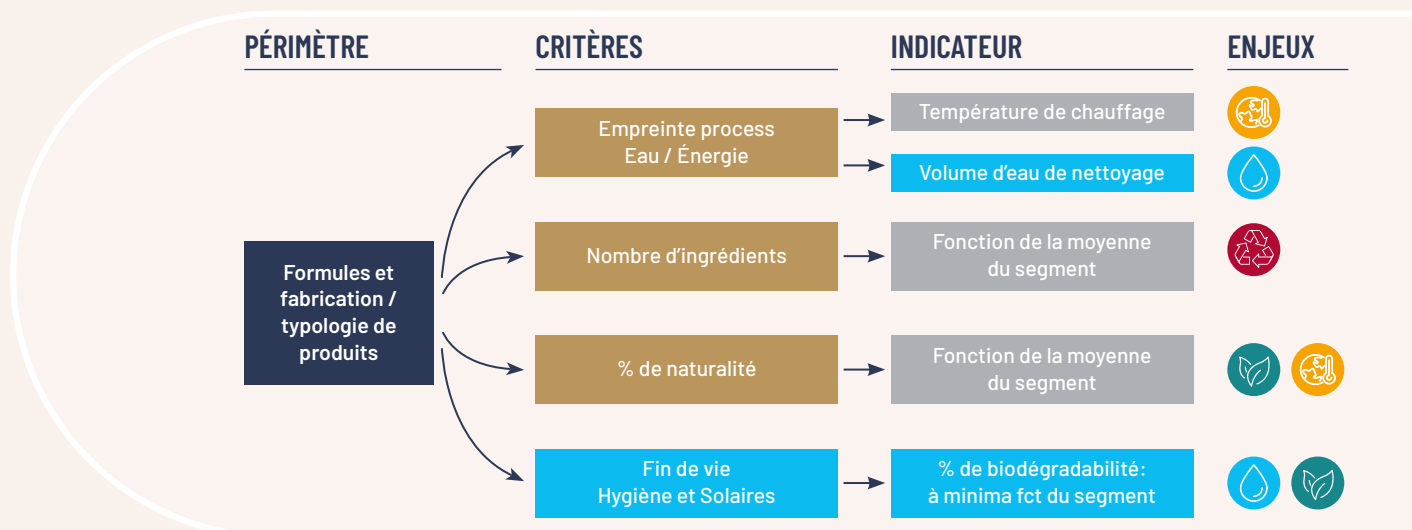 PÉRIMÈTRE
CRITÈRES
INDICATEUR
ENJEUX
Formules et
fabrication /
typologie de
produits
Empreinte process
Eau / Énergie
Température de chauffage
Volume d'eau de nettoyage
Nombre d'ingrédients
Fonction de la moyenne
du segment
% de naturalité
Fonction de la moyenne
du segment
Fin de vie
Hygiène et Solaires
% de biodégradabilité:
à minima fct du segment